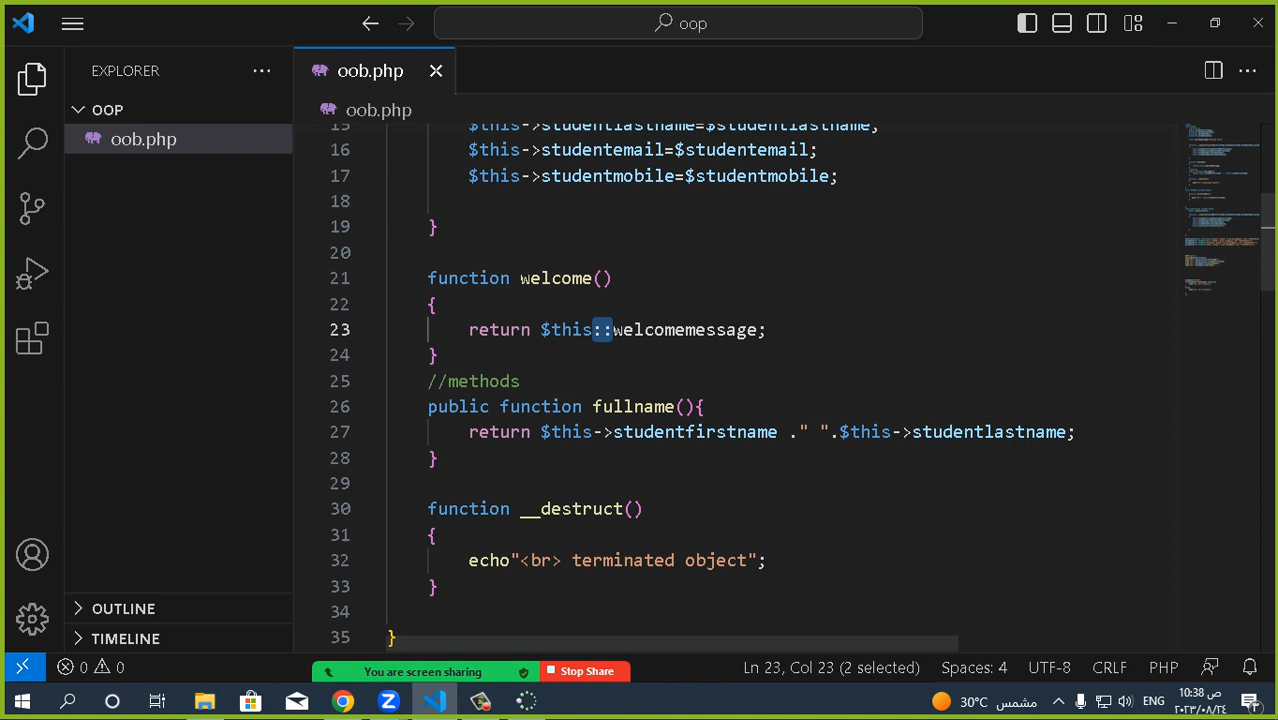 oop
EXPLORER
OOP
oob.php
OUTLINE
TIMELINE
oob.php
oob.php
15 $this->studentlastname=$studentlastname;
16 $this->studentemail=$studentemail;
17 $this->studentmobile=$studentmobile;
18
19 }
20
21 function welcome()
22 {
23 return $this::welcomemessage;
24 }
25 //methods
26 public function fullname(){
27 return $this->studentfirstname ." ".$this->studentlastname;
28 }
29
30 function __destruct()
31 {
32 echo"<br> terminated object";
33 }
34
35 }
You are screen sharing Stop Share
0 0 Ln 23, Col 23 (2 selected) Spaces: 4 UTF-8 CRLF PHP
30°C مشمس ENG ص 10:38
٢٠٢٣/٠٨/٢٤